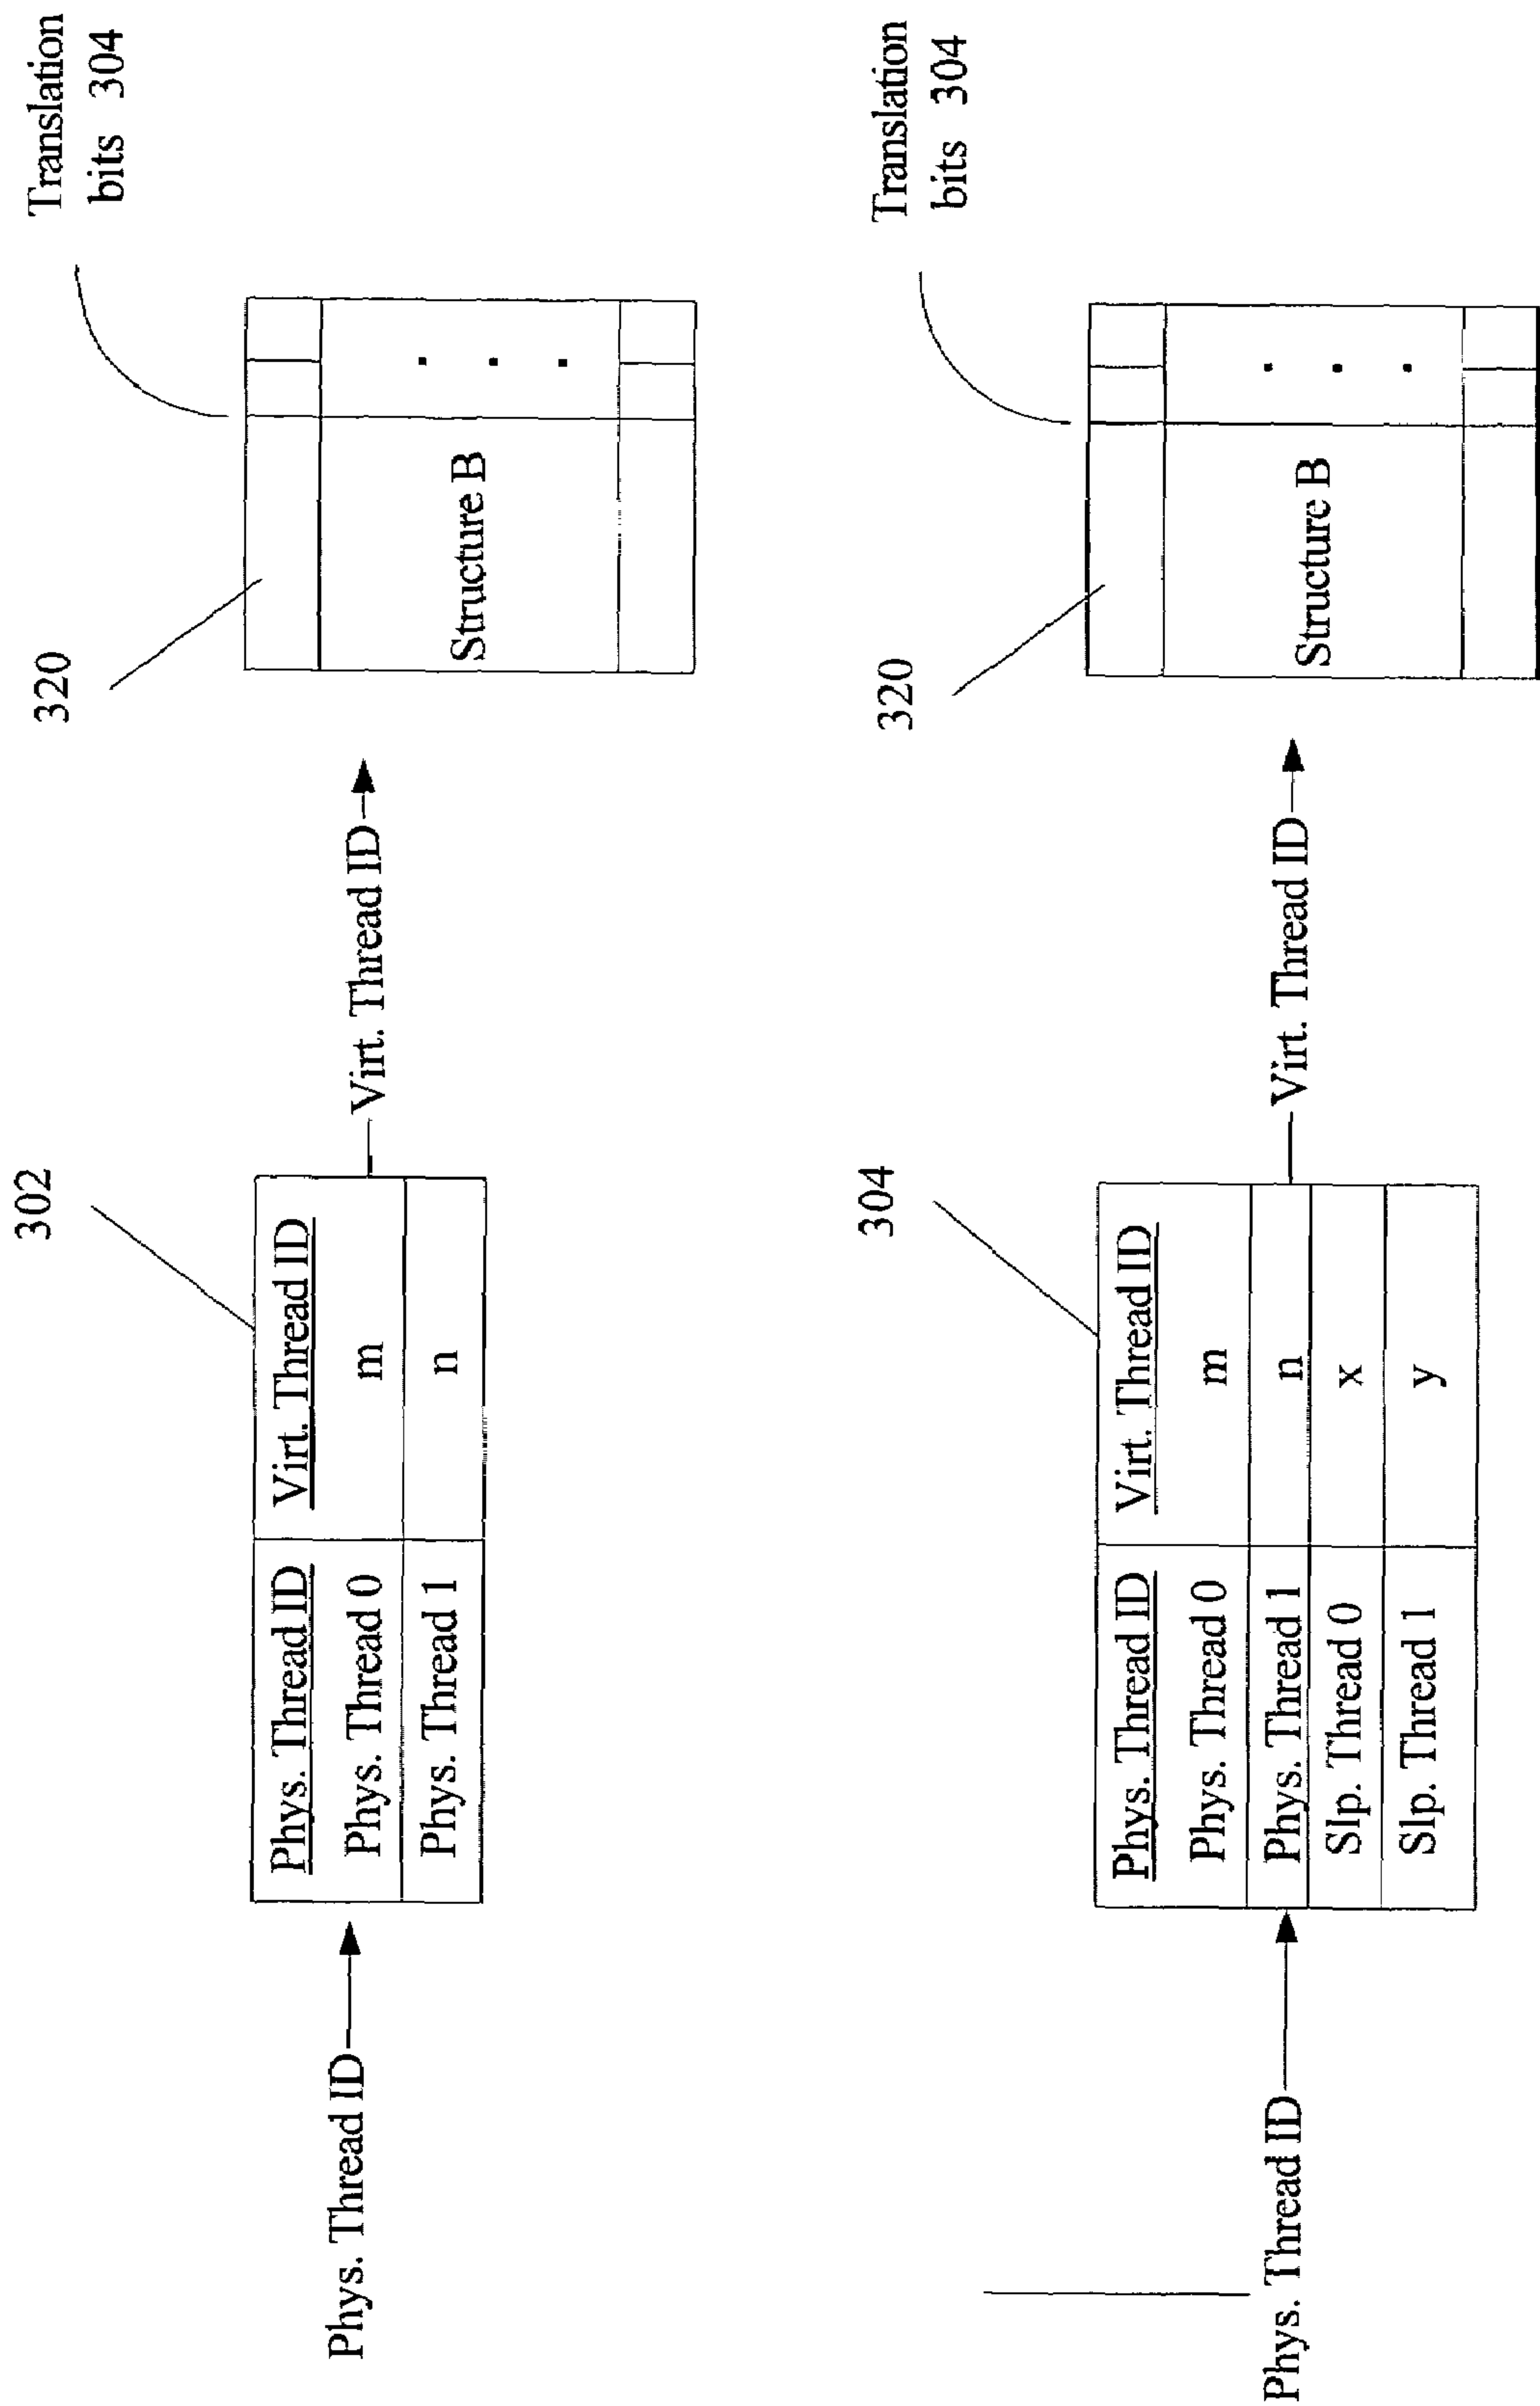 302
320
Translation
bits 304
Phys. Thread ID
Phys. Thread ID Virt. Thread ID
Phys. Thread 0 m
Phys. Thread 1 n
Virt. Thread ID
Structure B
304
320
Translation
bits 304
Phys. Thread ID
Phys. Thread ID Virt. Thread ID
Phys. Thread 0 m
Phys. Thread 1 n
Slp. Thread 0 x
Slp. Thread 1 y
Virt. Thread ID
Structure B